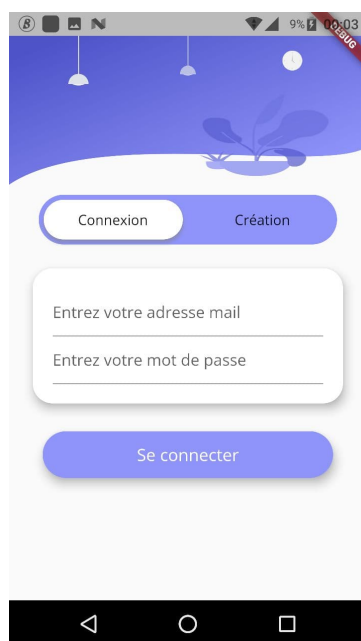 9% 00:03
DEBUG
Connexion Création
Entrez votre adresse mail
Entrez votre mot de passe
Se connecter